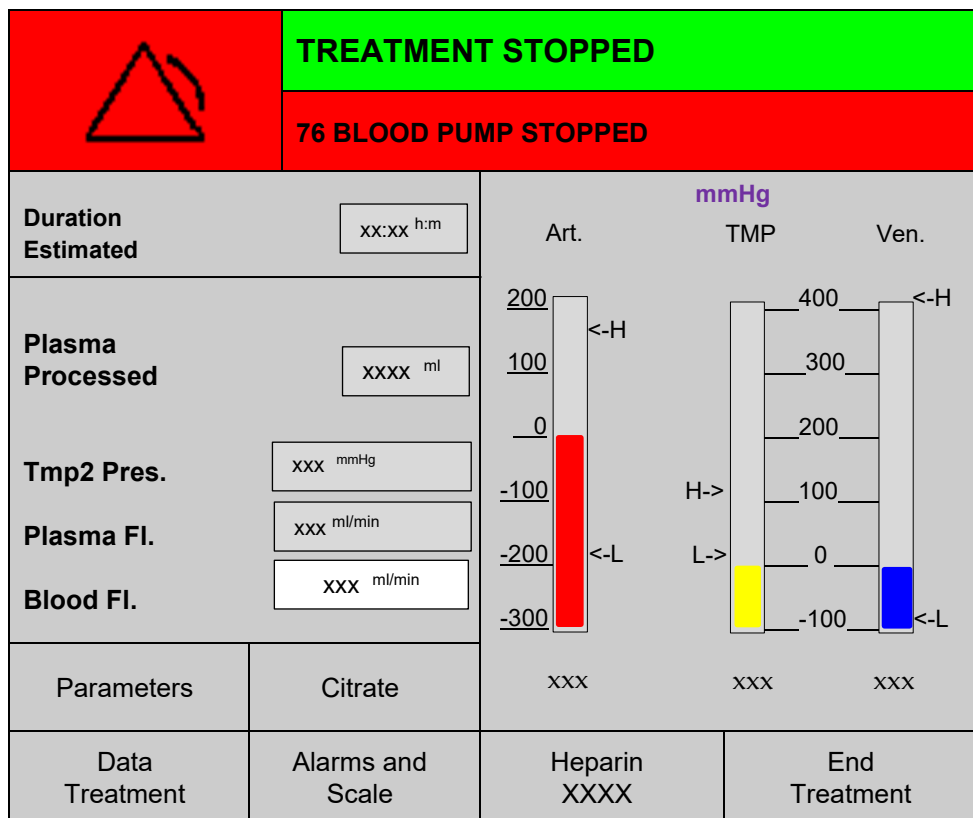 TREATMENT STOPPED
76 BLOOD PUMP STOPPED
Duration
Estimated
xx:xx h:m
Plasma
Processed
xxxx ml
Tmp2 Pres.
xxx mmHg
Plasma Fl.
xxx ml/min
Blood Fl.
xxx ml/min
mmHg
Art. TMP Ven.
200 400 <-H
<-H
100 300
0 200
-100 H-> 100
-200 <-L L-> 0
-300 -100 <-L
xxx xxx xxx
Parameters
Citrate
Data
Treatment
Alarms and
Scale
Heparin
XXXX
End
Treatment